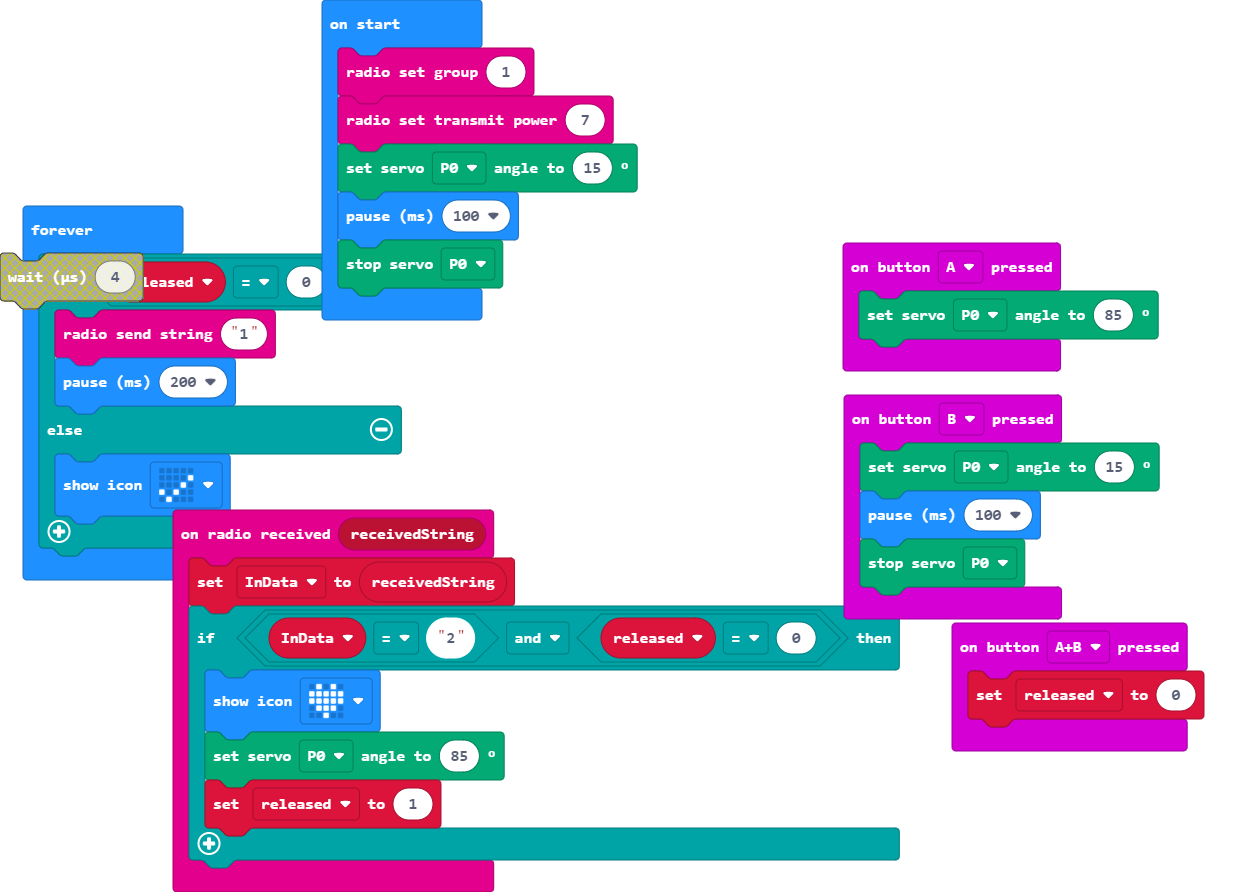 on start
radio set group 1
radio set transmit power 7
set servo P0 angle to 15 °
pause (ms) 100
stop servo P0
forever
wait (µs) 4
= 0
radio send string "1"
pause (ms) 200
else
show icon
on radio received receivedString
set InData to receivedString
if InData = "2" and released = 0 then
show icon
set servo P0 angle to 85 °
set released to 1
on button A pressed
set servo P0 angle to 85 °
on button B pressed
set servo P0 angle to 15 °
pause (ms) 100
stop servo P0
on button A+B pressed
set released to 0